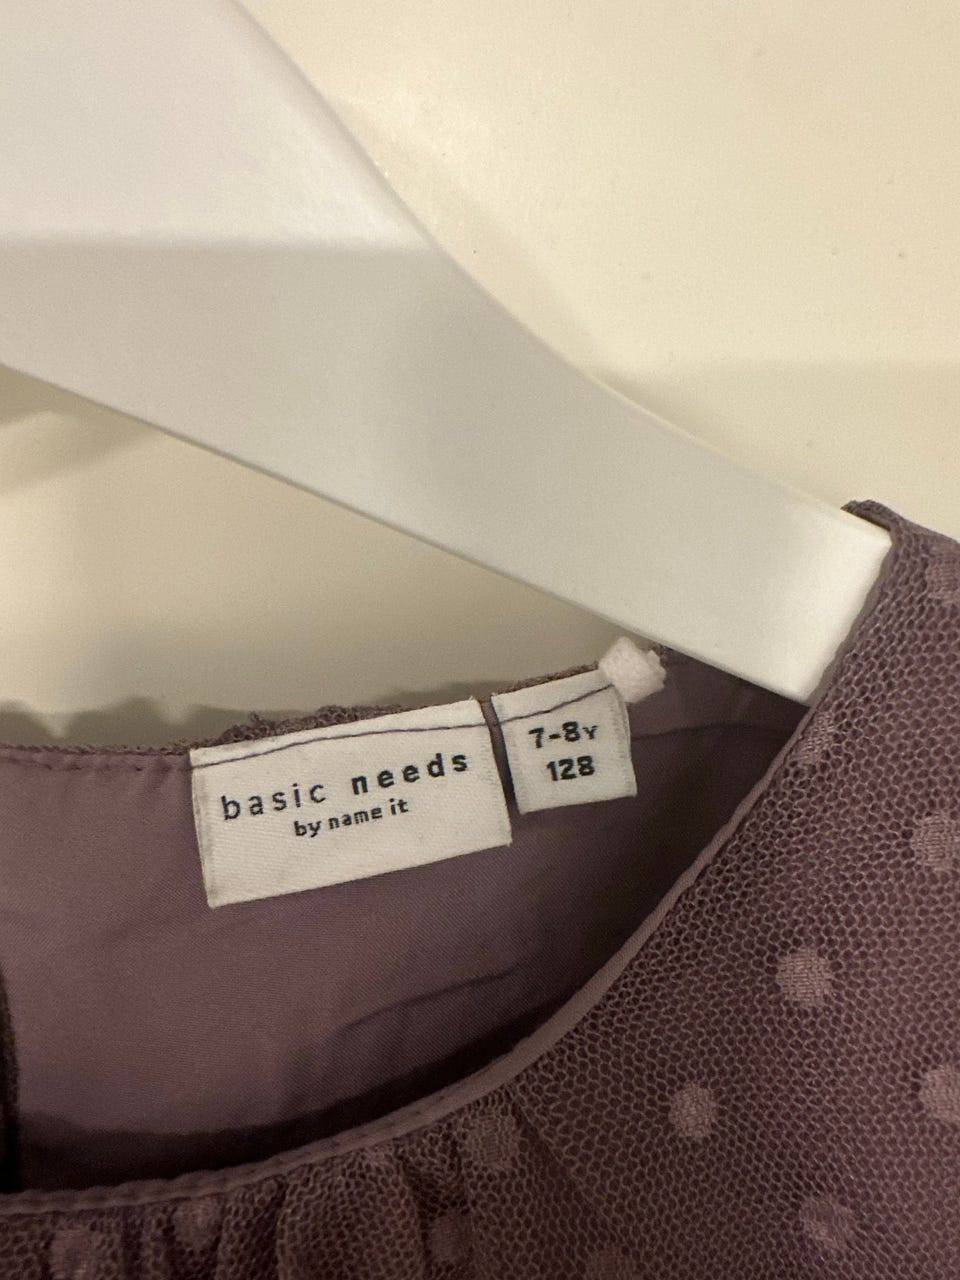 basic needs
by name it
7-8Y
128